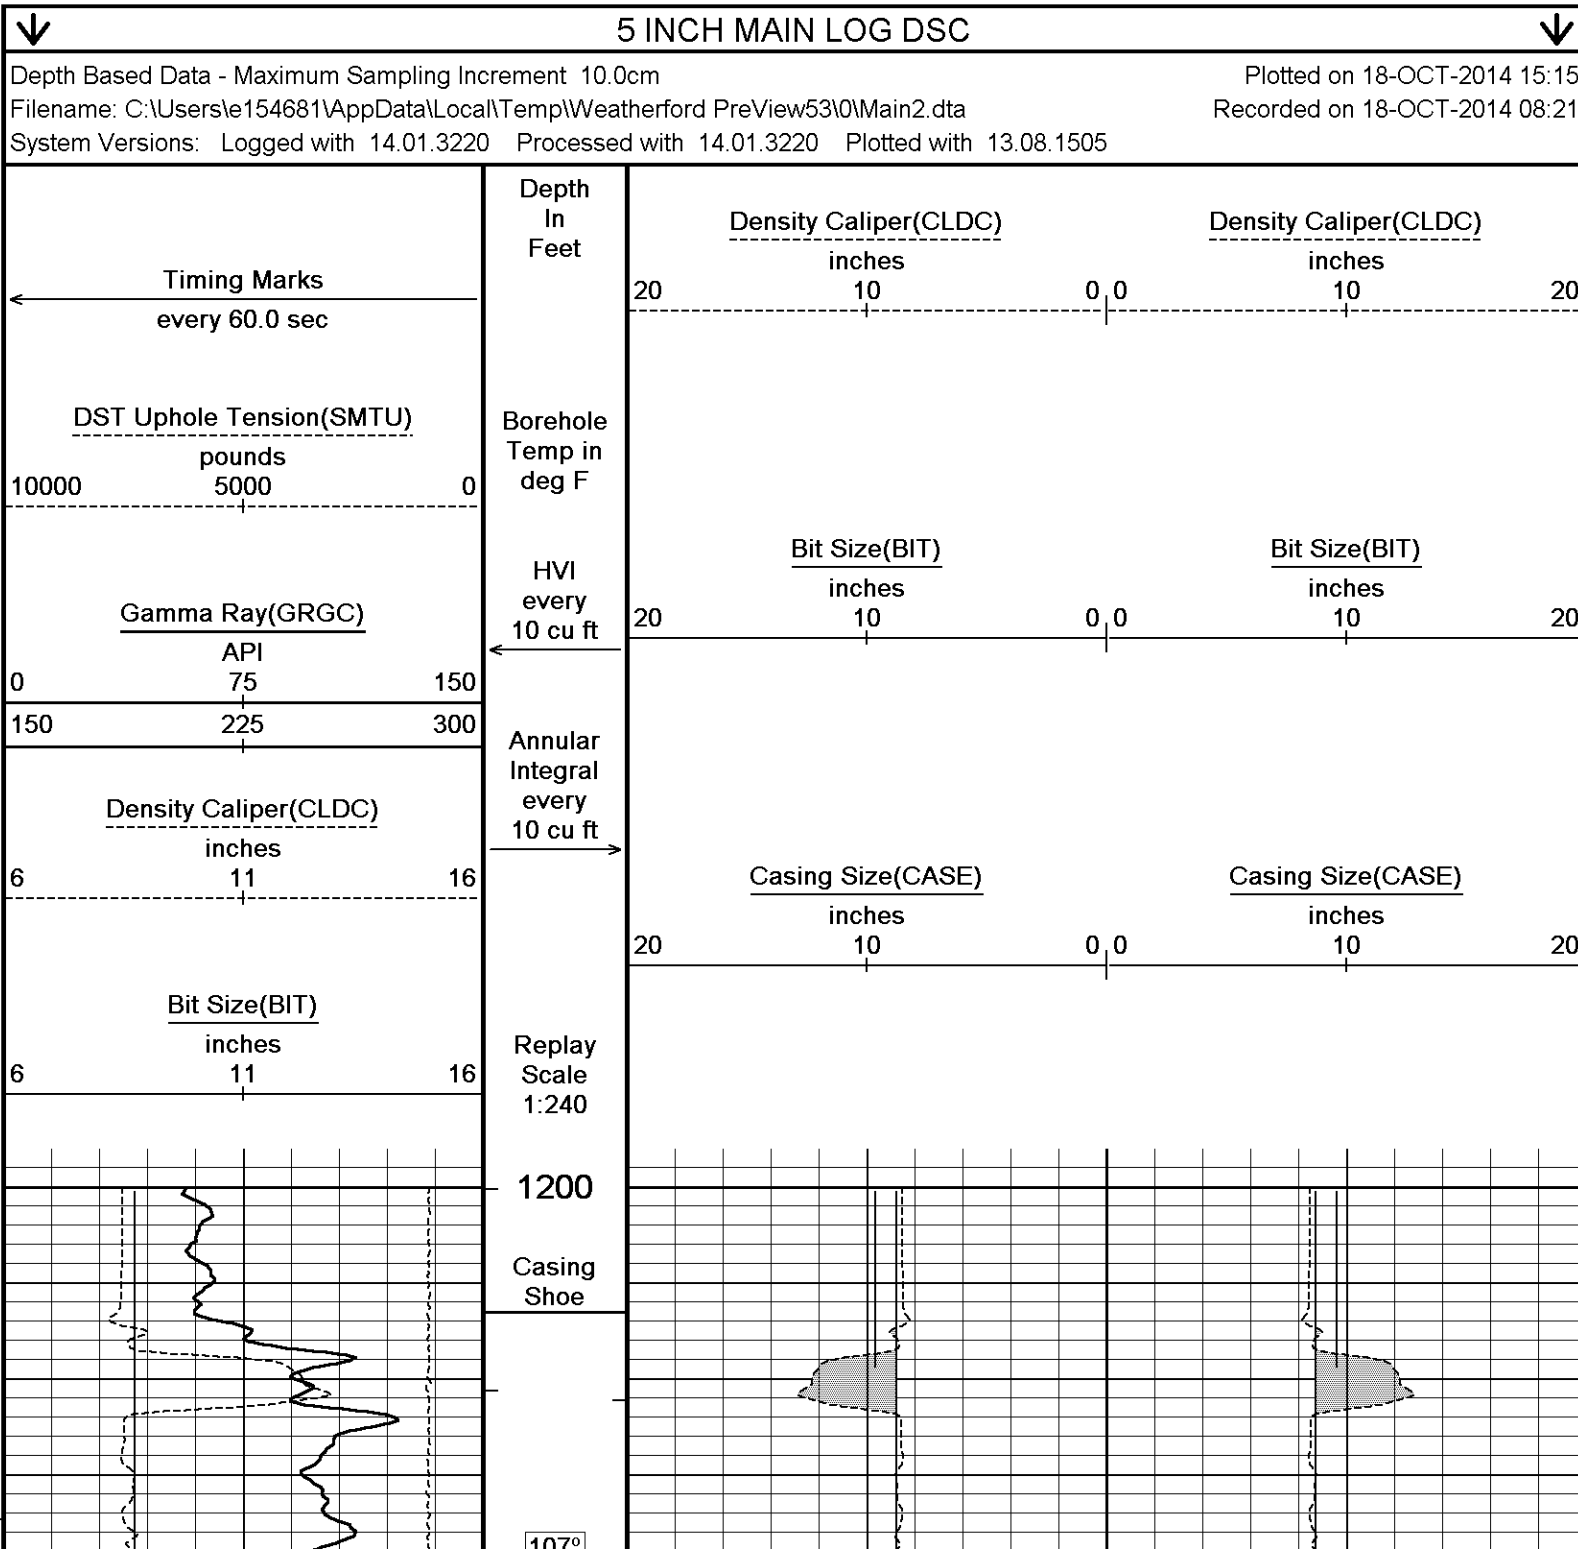 5 INCH MAIN LOG DSC
Depth Based Data - Maximum Sampling Increment 10.0cm
Plotted on 18-OCT-2014 15:15
Filename: C:\Users\e154681\AppData\Local\Temp\Weatherford PreView53\0\Main2.dta
Recorded on 18-OCT-2014 08:21
System Versions: Logged with 14.01.3220 Processed with 14.01.3220 Plotted with 13.08.1505
Timing Marks
every 60.0 sec
DST Uphole Tension(SMTU)
pounds
10000 5000 0
Gamma Ray(GRGC)
API
0 75 150
150 225 300
Density Caliper(CLDC)
inches
6 11 16
Bit Size(BIT)
inches
6 11 16
Depth
In
Feet
Borehole
Temp in
deg F
HVI
every
10 cu ft
Annular
Integral
every
10 cu ft
Replay
Scale
1:240
Density Caliper(CLDC)
inches
20 10 0
Density Caliper(CLDC)
inches
0 10 20
Bit Size(BIT)
inches
20 10 0
Bit Size(BIT)
inches
0 10 20
Casing Size(CASE)
inches
20 10 0
Casing Size(CASE)
inches
0 10 20
1200
Casing
Shoe
107°